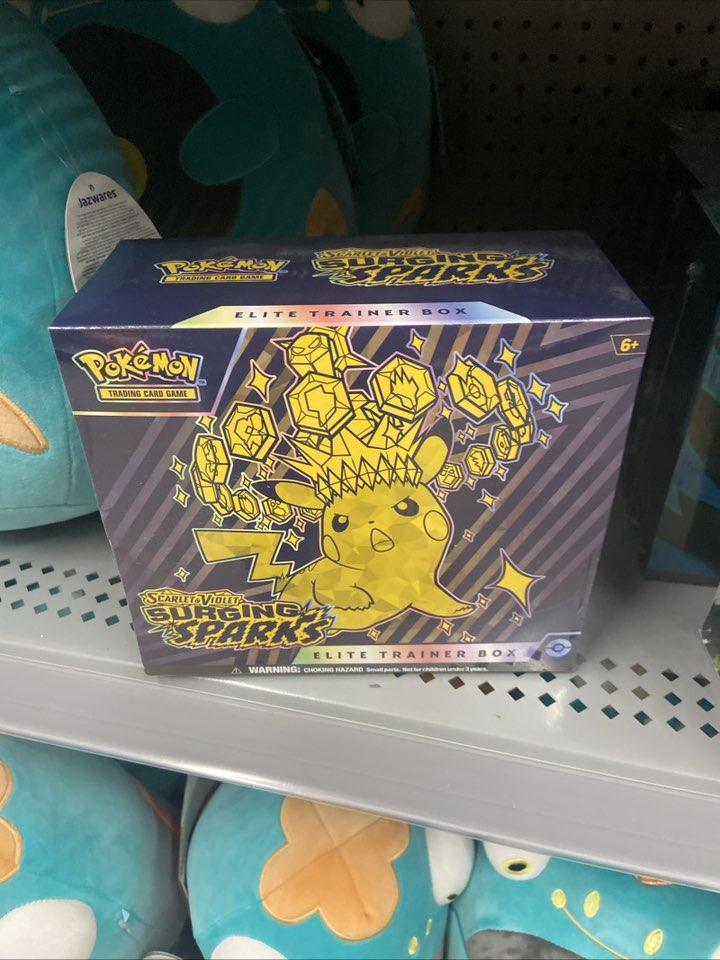 Jazwares
POKéMON
TRADING CARD GAME
SCARLET & VIOLET
SURGING
SPARKS
ELITE TRAINER BOX
POKéMON
TRADING CARD GAME
6+
SCARLET & VIOLET
SURGING
SPARKS
ELITE TRAINER BOX
WARNING: CHOKING HAZARD Small parts. Not for children under 3 years.